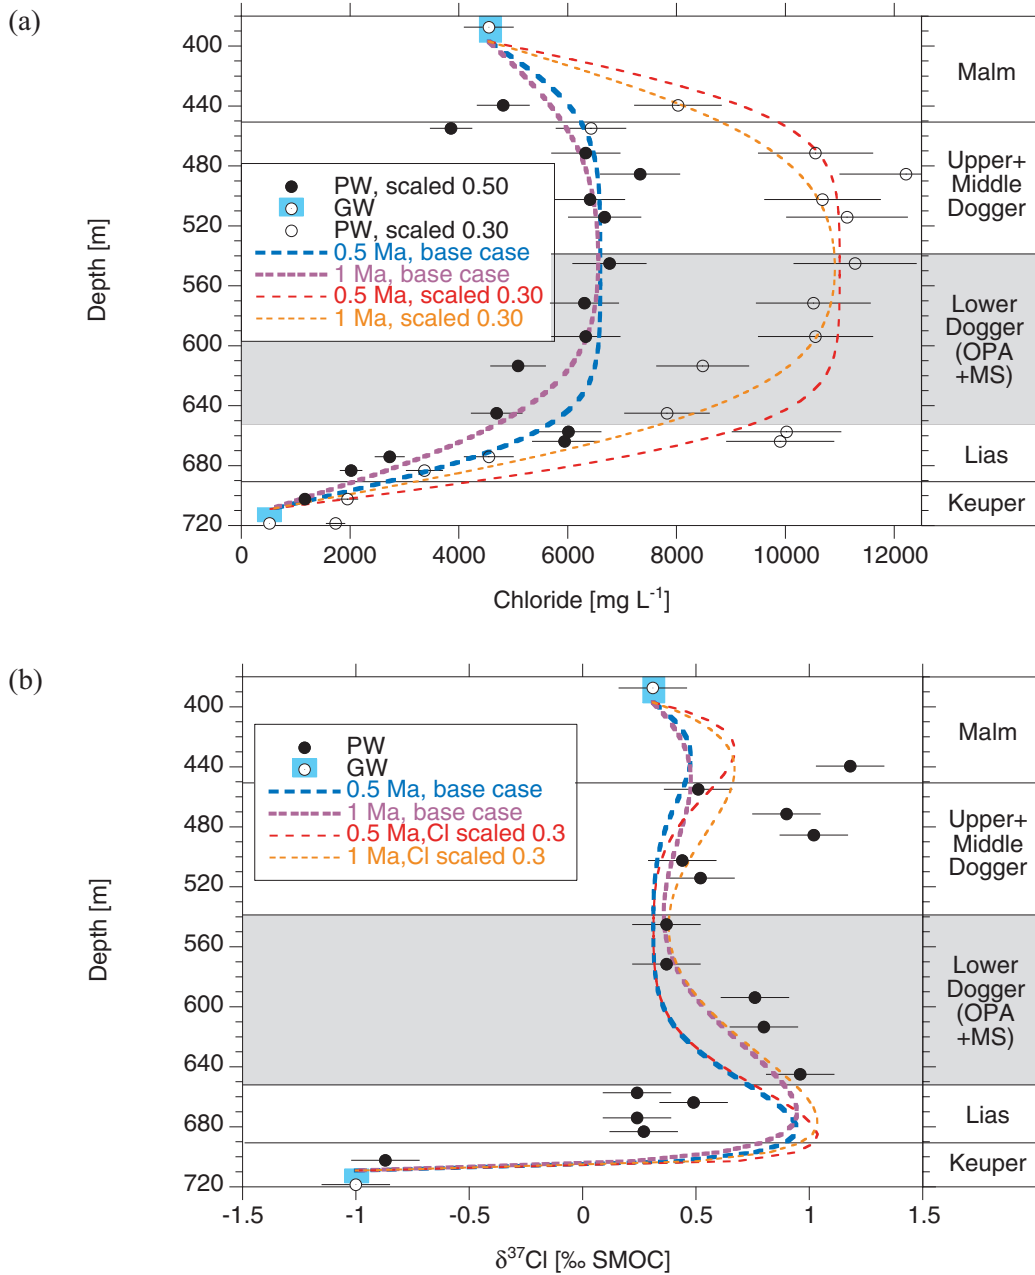 (a)
400
440
480
520
560
600
640
680
720
Depth [m]
PW, scaled 0.50
GW
PW, scaled 0.30
0.5 Ma, base case
1 Ma, base case
0.5 Ma, scaled 0.30
1 Ma, scaled 0.30
Malm
Upper+
Middle
Dogger
Lower
Dogger
(OPA
+MS)
Lias
Keuper
0 2000 4000 6000 8000 10000 12000
Chloride [mg L-1]
(b)
400
440
480
520
560
600
640
680
720
Depth [m]
PW
GW
0.5 Ma, base case
1 Ma, base case
0.5 Ma,Cl scaled 0.3
1 Ma,Cl scaled 0.3
Malm
Upper+
Middle
Dogger
Lower
Dogger
(OPA
+MS)
Lias
Keuper
-1.5 -1 -0.5 0 0.5 1 1.5
δ37Cl [‰ SMOC]